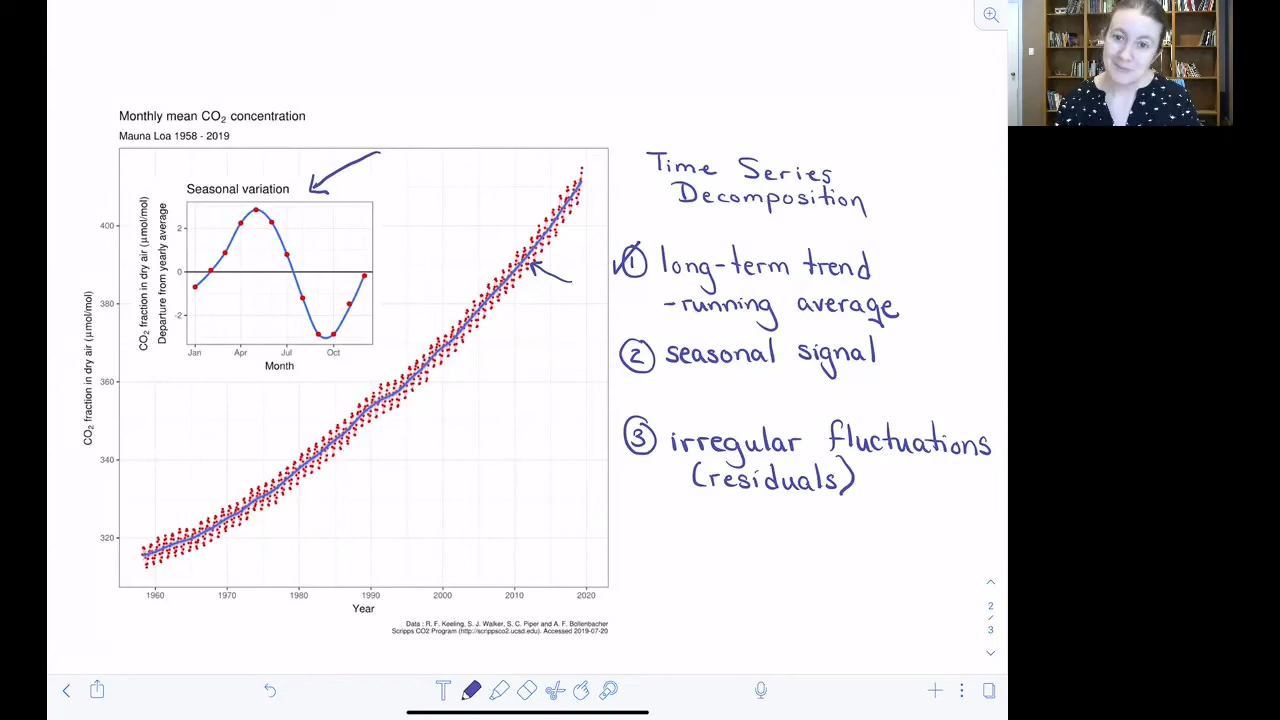 Monthly mean CO₂ concentration
Mauna Loa 1958 - 2019
Seasonal variation
CO₂ fraction in dry air (μmol/mol)
Departure from yearly average
2
0
-2
Jan Apr Jul Oct
Month
CO₂ fraction in dry air (μmol/mol)
400
380
360
340
320
1960 1970 1980 1990 2000 2010 2020
Year
Data : R. F. Keeling, S. J. Walker, S. C. Piper and A. F. Bollenbacher
Scripps CO2 Program (http://scrippsco2.ucsd.edu). Accessed 2019-07-20
Time Series
Decomposition
✓① long-term trend
-running average
② seasonal signal
③ irregular fluctuations
(residuals)
2
/
3
T